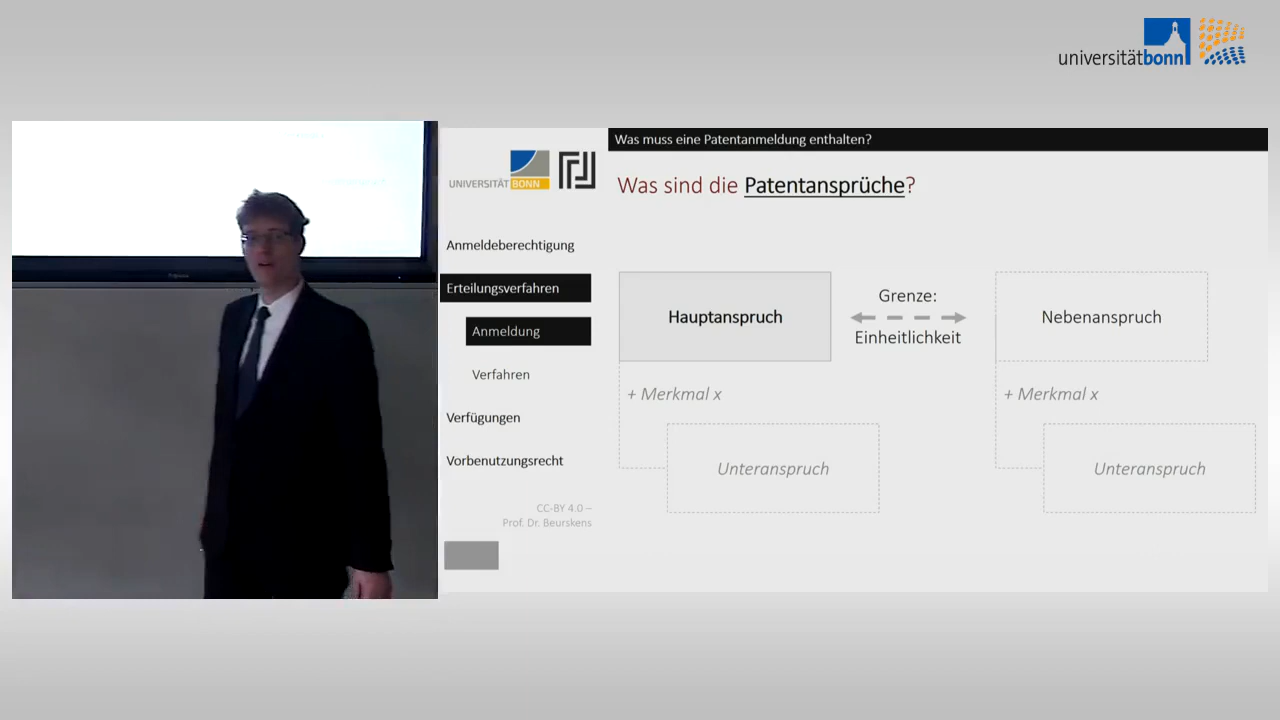 universitätbonn
Was muss eine Patentanmeldung enthalten?
UNIVERSITÄT BONN
Was sind die Patentansprüche?
Anmeldeberechtigung
Erteilungsverfahren
Anmeldung
Verfahren
Verfügungen
Vorbenutzungsrecht
CC-BY 4.0 –
Prof. Dr. Beurskens
Hauptanspruch
Grenze:
Einheitlichkeit
Nebenanspruch
+ Merkmal x
+ Merkmal x
Unteranspruch
Unteranspruch